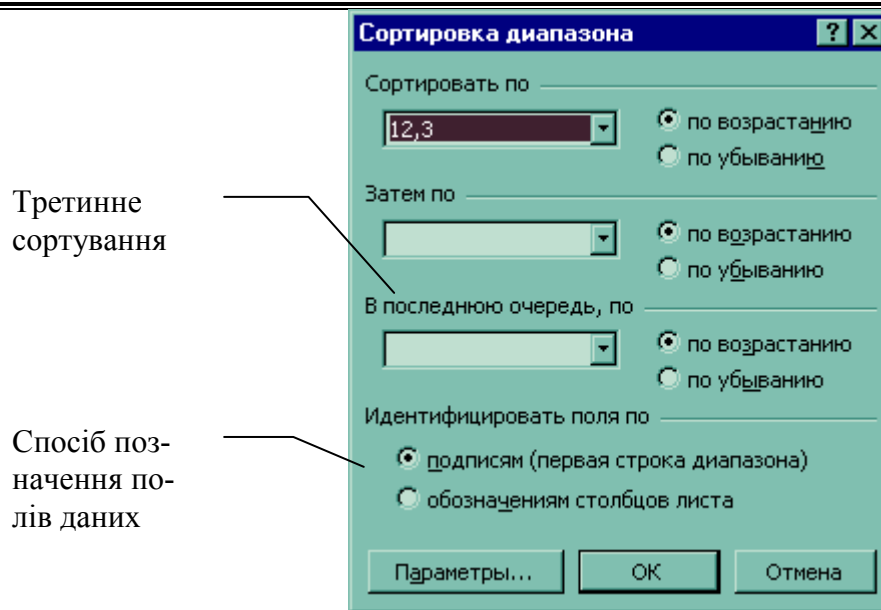 Сортировка диапазона
Сортировать по
12,3
по возрастанию
по убыванию
Третинне
сортування
Затем по
по возрастанию
по убыванию
В последнюю очередь, по
по возрастанию
по убыванию
Спосіб поз-
начення по-
лів даних
Идентифицировать поля по
подписям (первая строка диапазона)
обозначениям столбцов листа
Параметры... ОК Отмена